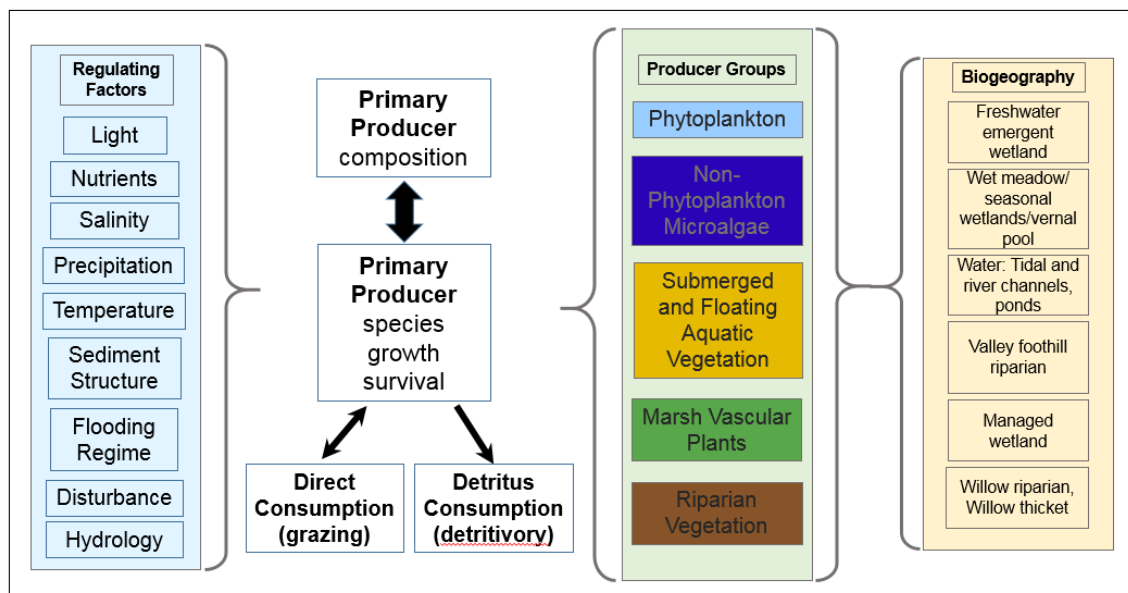 Regulating
Factors
Light
Nutrients
Salinity
Precipitation
Temperature
Sediment
Structure
Flooding
Regime
Disturbance
Hydrology
Primary
Producer
composition
Primary
Producer
species
growth
survival
Direct
Consumption
(grazing)
Detritus
Consumption
(detritivory)
Producer Groups
Phytoplankton
Non-
Phytoplankton
Microalgae
Submerged
and Floating
Aquatic
Vegetation
Marsh Vascular
Plants
Riparian
Vegetation
Biogeography
Freshwater
emergent
wetland
Wet meadow/
seasonal
wetlands/vernal
pool
Water: Tidal and
river channels,
ponds
Valley foothill
riparian
Managed
wetland
Willow riparian,
Willow thicket